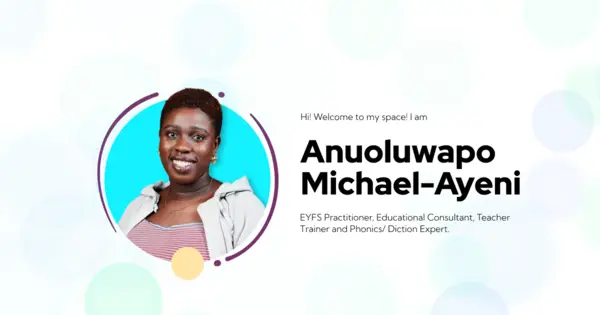 Hi! Welcome to my space! I am
Anuoluwapo
Michael-Ayeni
EYFS Practitioner, Educational Consultant, Teacher
Trainer and Phonics/ Diction Expert.